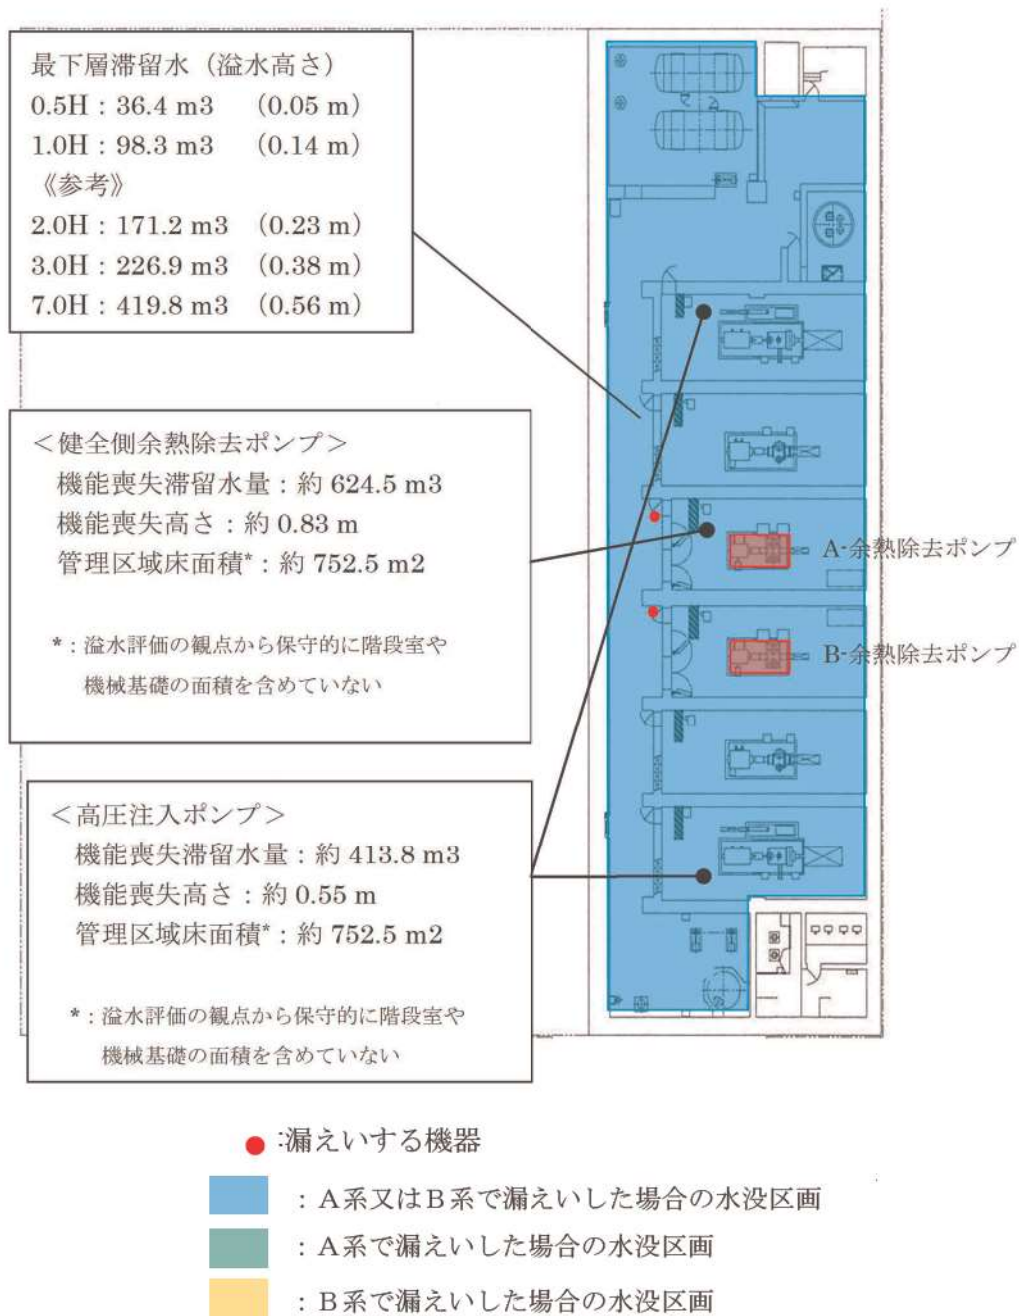 最下層滞留水（溢水高さ）
0.5H：36.4 m3 （0.05 m）
1.0H：98.3 m3 （0.14 m）
《参考》
2.0H：171.2 m3 （0.23 m）
3.0H：226.9 m3 （0.38 m）
7.0H：419.8 m3 （0.56 m）
＜健全側余熱除去ポンプ＞
機能喪失滞留水量：約 624.5 m3
機能喪失高さ：約 0.83 m
管理区域床面積*：約 752.5 m2
*：溢水評価の観点から保守的に階段室や
機械基礎の面積を含めていない
A-余熱除去ポンプ
B-余熱除去ポンプ
＜高圧注入ポンプ＞
機能喪失滞留水量：約 413.8 m3
機能喪失高さ：約 0.55 m
管理区域床面積*：約 752.5 m2
*：溢水評価の観点から保守的に階段室や
機械基礎の面積を含めていない
:漏えいする機器
：A系又はB系で漏えいした場合の水没区画
：A系で漏えいした場合の水没区画
：B系で漏えいした場合の水没区画